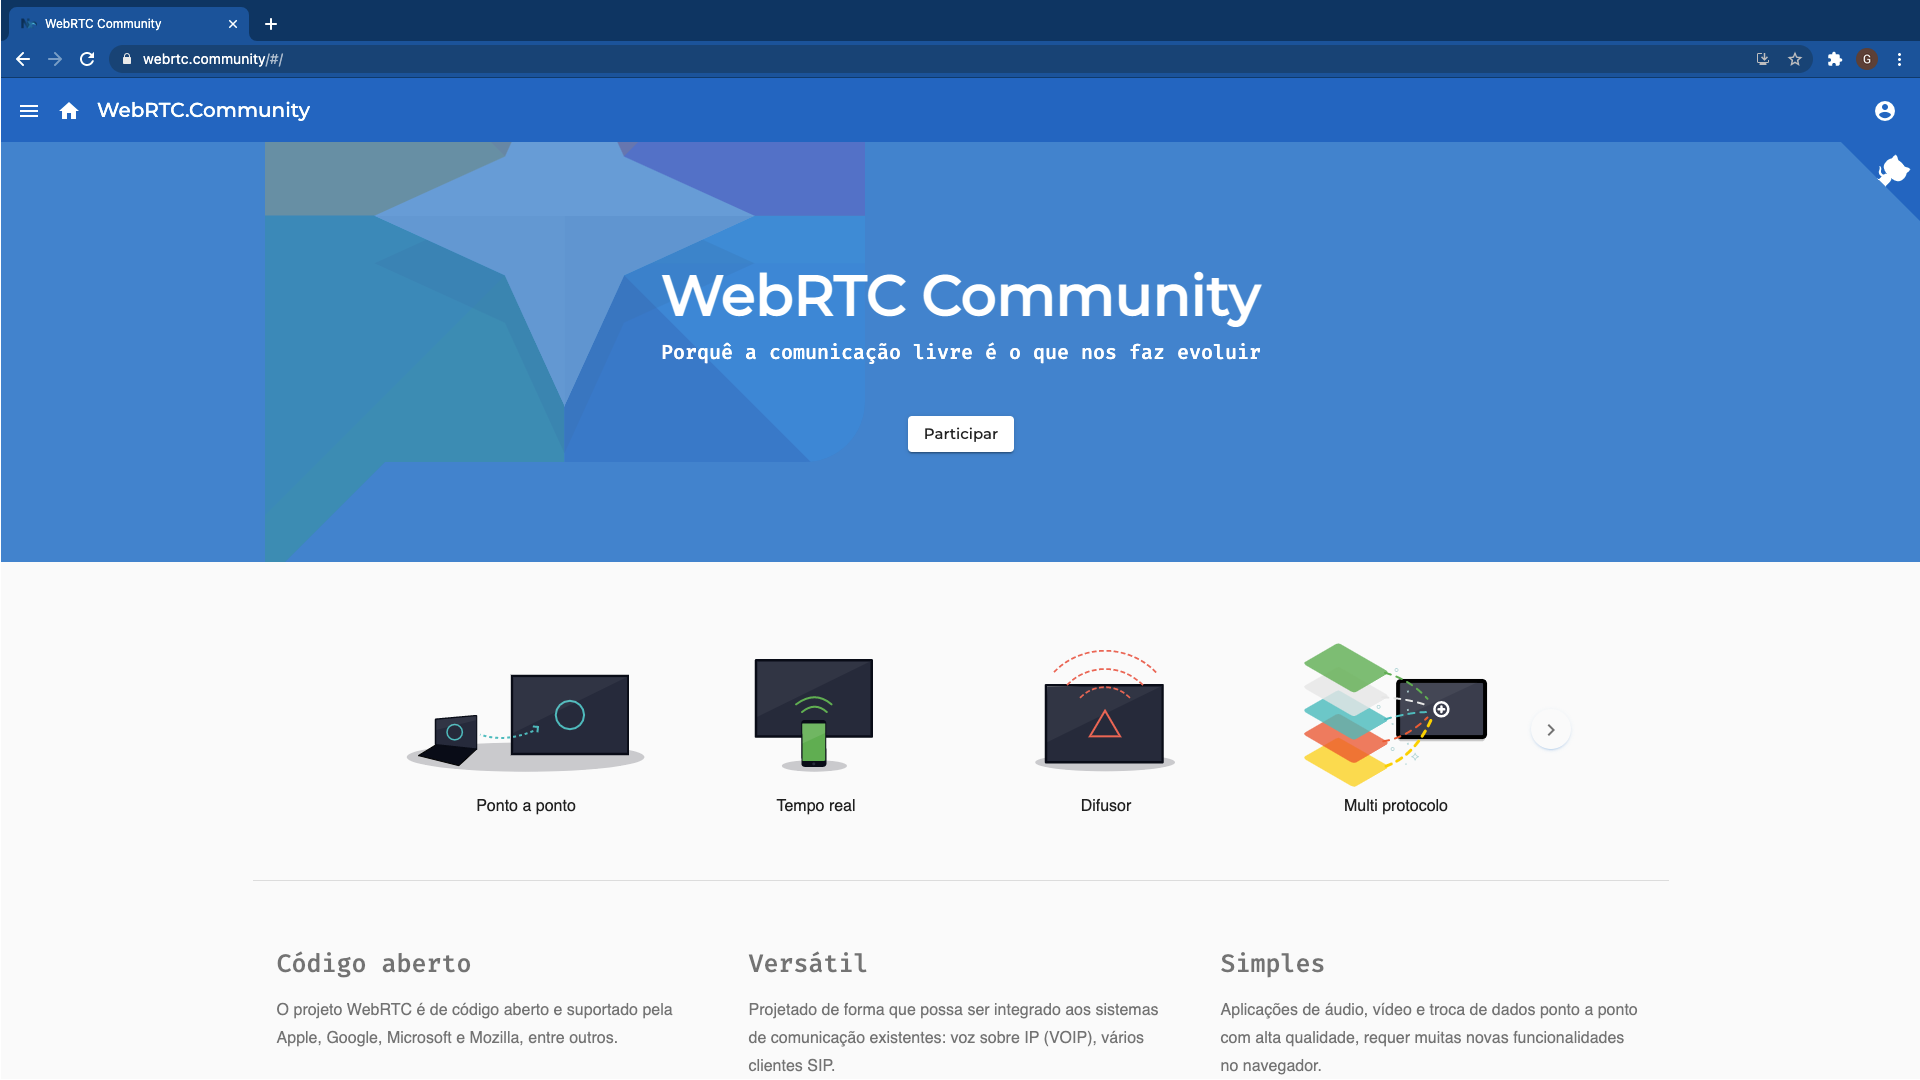 WebRTC Community
webrtc.community/#/
G
WebRTC.Community
WebRTC Community
Porquê a comunicação livre é o que nos faz evoluir
Participar
Ponto a ponto
Tempo real
Difusor
Multi protocolo
Código aberto
O projeto WebRTC é de código aberto e suportado pela
Apple, Google, Microsoft e Mozilla, entre outros.
Versátil
Projetado de forma que possa ser integrado aos sistemas
de comunicação existentes: voz sobre IP (VOIP), vários
clientes SIP.
Simples
Aplicações de áudio, vídeo e troca de dados ponto a ponto
com alta qualidade, requer muitas novas funcionalidades
no navegador.